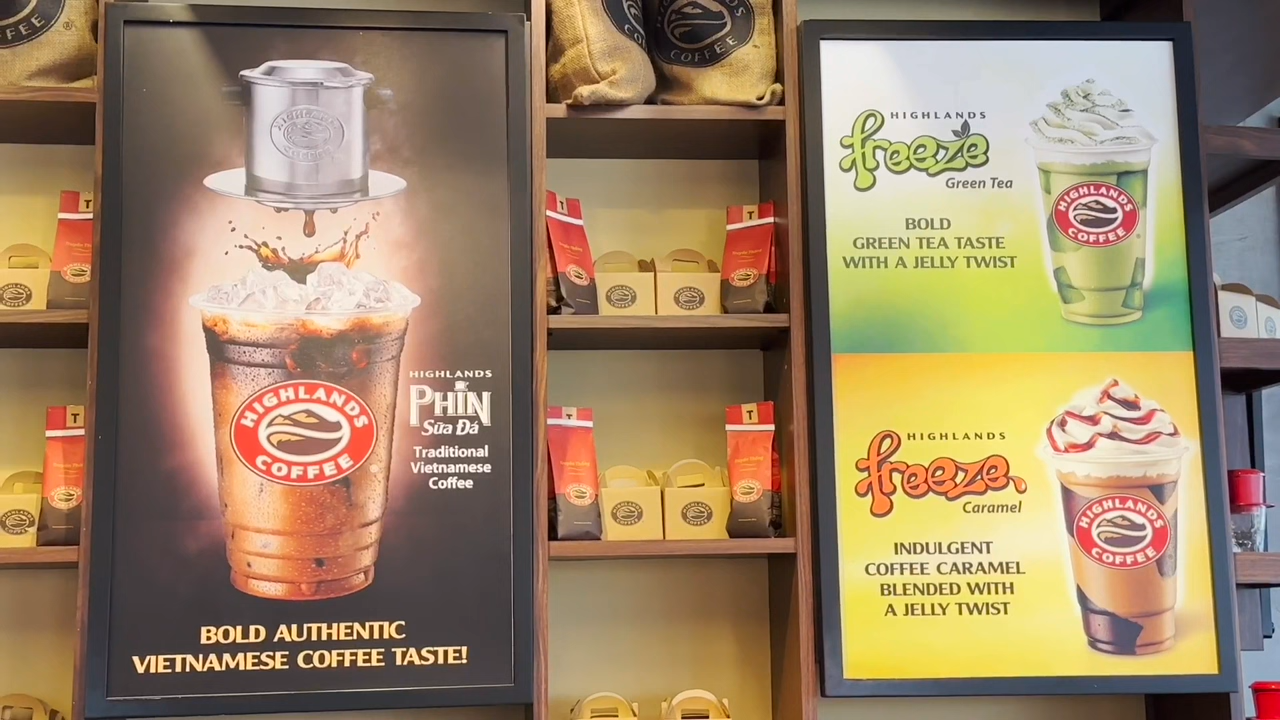 HIGHLANDS
COFFEE
HIGHLANDS
COFFEE
HIGHLANDS
PHIN
Sữa Đá
Traditional
Vietnamese
Coffee
BOLD AUTHENTIC
VIETNAMESE COFFEE TASTE!
COFFEE
T
T
T
T
HIGHLANDS
freeze
Green Tea
BOLD
GREEN TEA TASTE
WITH A JELLY TWIST
HIGHLANDS
COFFEE
HIGHLANDS
freeze
Caramel
INDULGENT
COFFEE CARAMEL
BLENDED WITH
A JELLY TWIST
HIGHLANDS
COFFEE